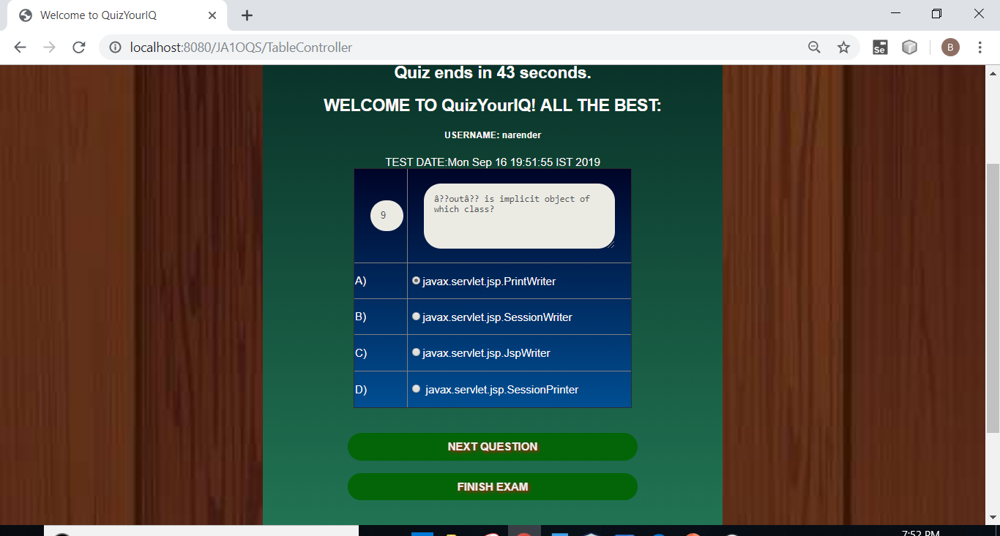 Welcome to QuizYourIQ
localhost:8080/JA1OQS/TableController
Se
B
Quiz ends in 43 seconds.
WELCOME TO QuizYourIQ! ALL THE BEST:
USERNAME: narender
TEST DATE:Mon Sep 16 19:51:55 IST 2019
9
â??outâ?? is implicit object of
which class?
A)
javax.servlet.jsp.PrintWriter
B)
javax.servlet.jsp.SessionWriter
C)
javax.servlet.jsp.JspWriter
D)
javax.servlet.jsp.SessionPrinter
NEXT QUESTION
FINISH EXAM
7:52 PM